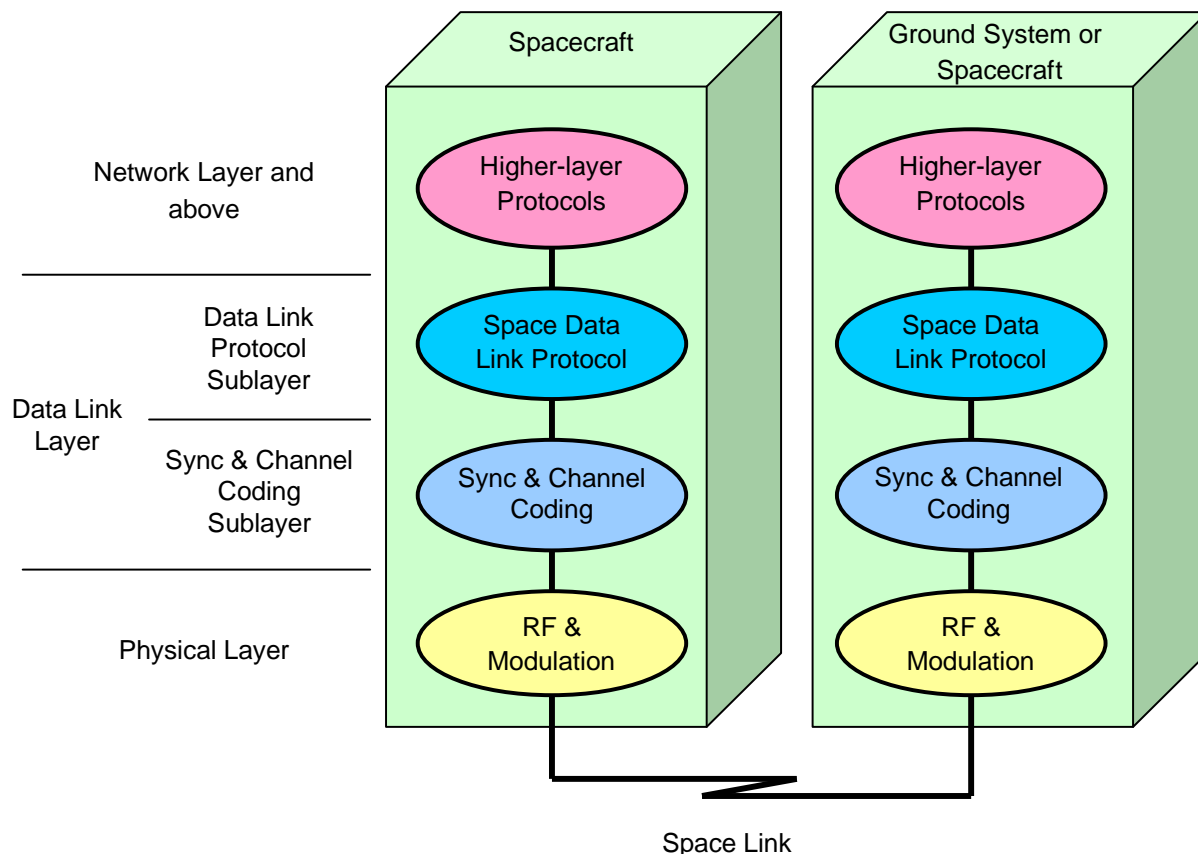 Spacecraft
Ground System or
Spacecraft
Network Layer and
above
Higher-layer
Protocols
Higher-layer
Protocols
Data Link
Protocol
Sublayer
Space Data
Link Protocol
Space Data
Link Protocol
Data Link
Layer
Sync & Channel
Coding
Sublayer
Sync & Channel
Coding
Sync & Channel
Coding
Physical Layer
RF &
Modulation
RF &
Modulation
Space Link